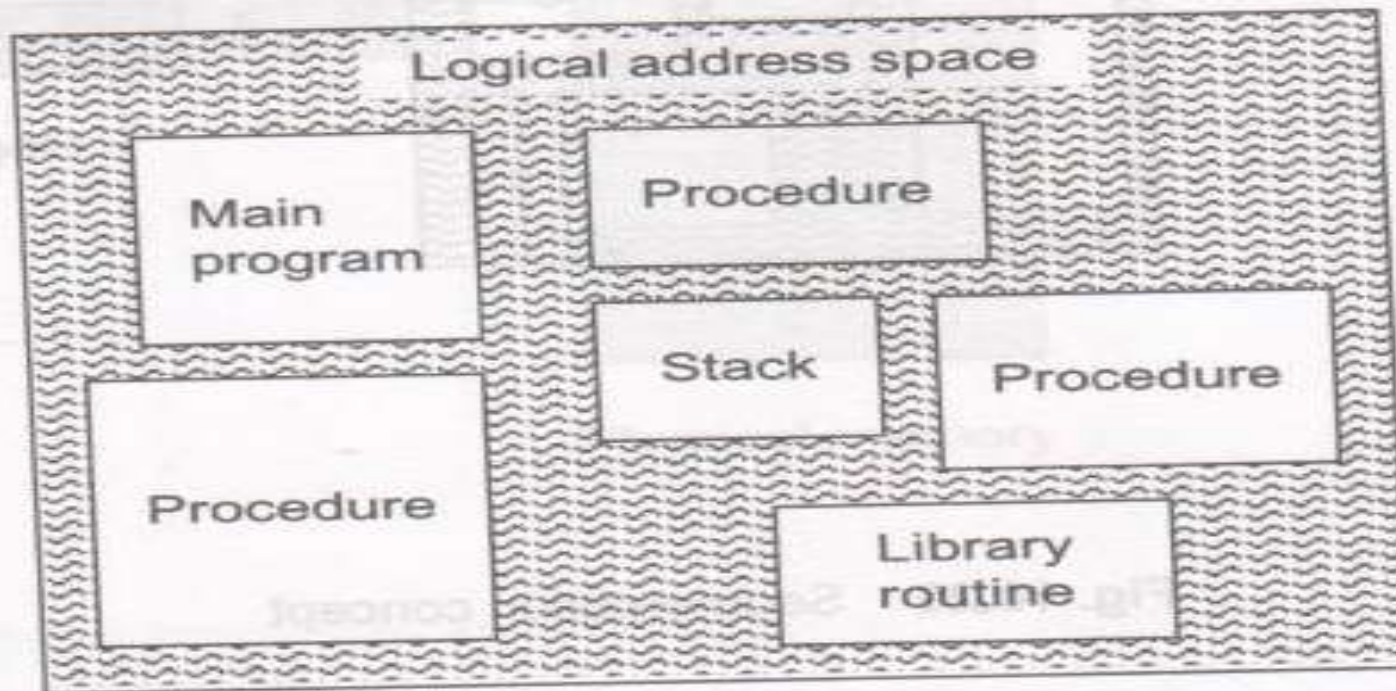 Logical address space
Main
program
Procedure
Stack
Procedure
Procedure
Library
routine